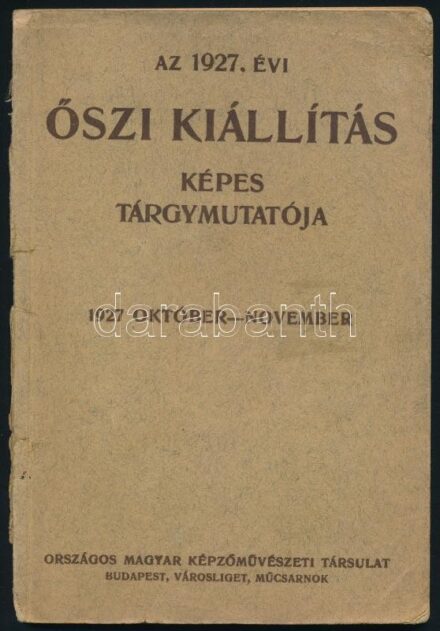 AZ 1927. ÉVI
ŐSZI KIÁLLÍTÁS
KÉPES
TÁRGYMUTATÓJA
1927 OKTÓBER—NOVEMBER
darabanth
ORSZÁGOS MAGYAR KÉPZŐMŰVÉSZETI TÁRSULAT
BUDAPEST, VÁROSLIGET, MŰCSARNOK